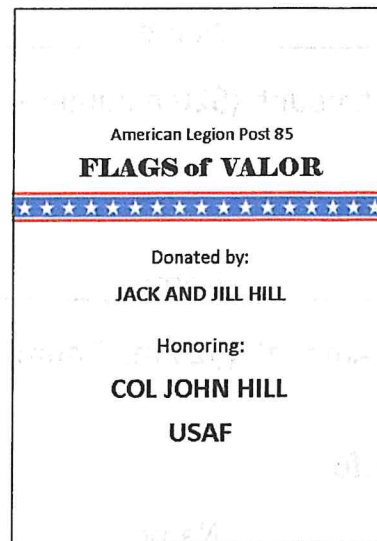 American Legion Post 85
FLAGS of VALOR
Donated by:
JACK AND JILL HILL
Honoring:
COL JOHN HILL
USAF